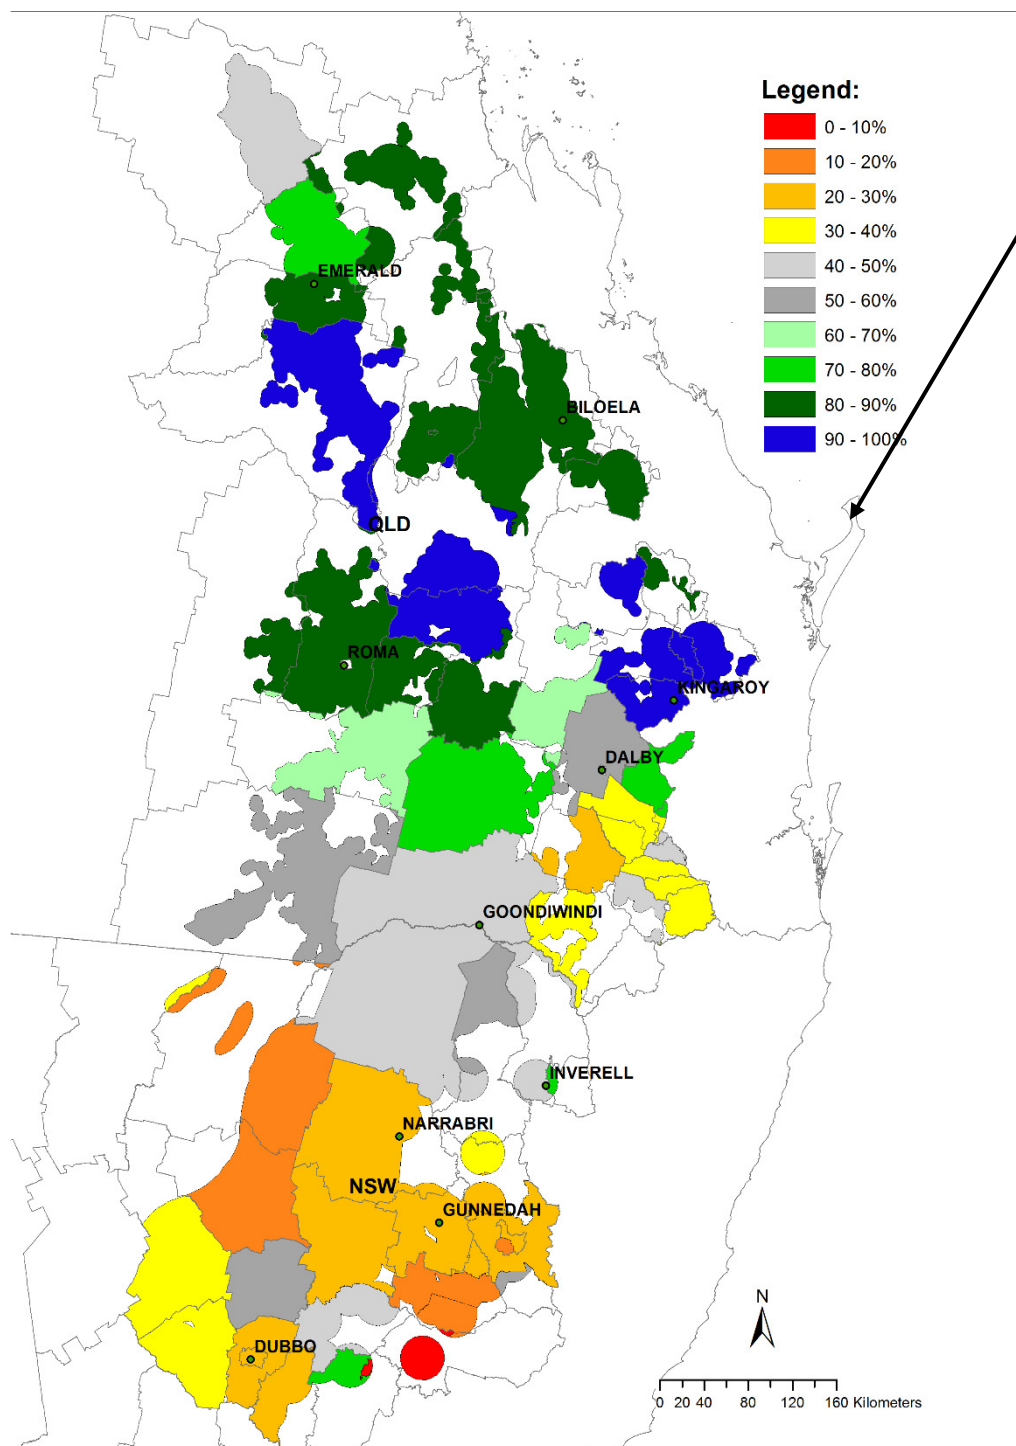 Legend:
0 - 10%
10 - 20%
20 - 30%
30 - 40%
40 - 50%
50 - 60%
60 - 70%
70 - 80%
80 - 90%
90 - 100%
EMERALD
BILOELA
QLD
ROMA
KINGAROY
DALBY
GOONDIWINDI
INVERELL
NARRABRI
NSW
GUNNEDAH
N
DUBBO
0 20 40 80 120 160 Kilometers